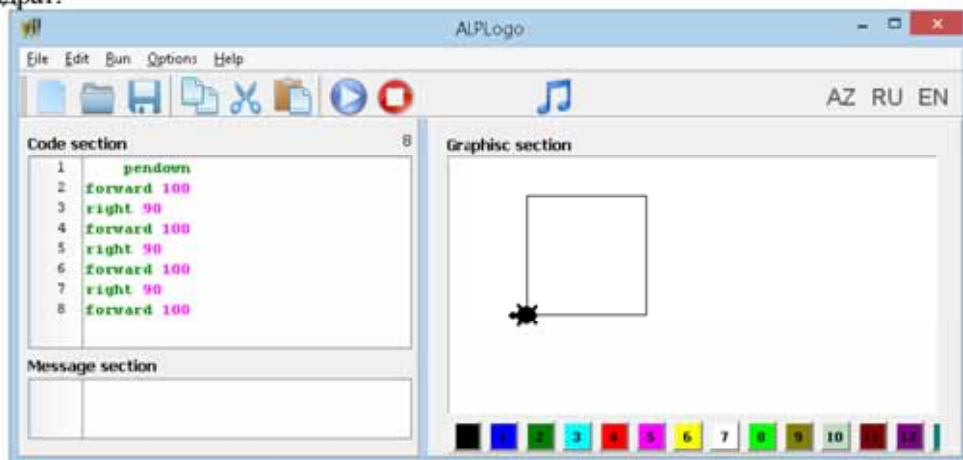 ALPLogo
File Edit Bun Options Help
AZ RU EN
Code section 8
1 pendown
2 forward 100
3 right 90
4 forward 100
5 right 90
6 forward 100
7 right 90
8 forward 100
Message section
Graphisc section
1 2 3 4 5 6 7 8 9 10 11 12